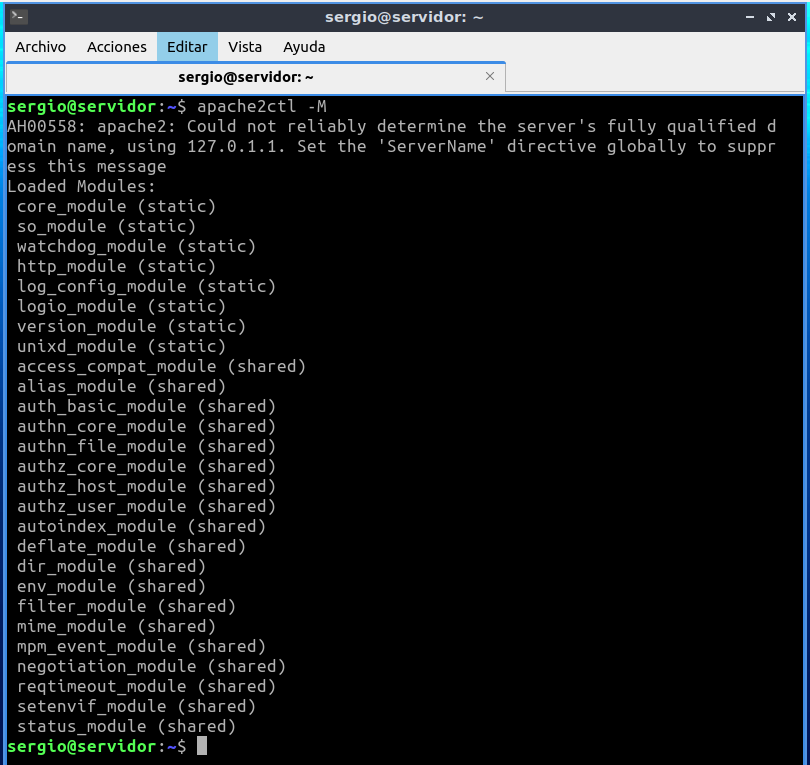 sergio@servidor: ~
Archivo Acciones Editar Vista Ayuda
sergio@servidor: ~
sergio@servidor:~$ apache2ctl -M
AH00558: apache2: Could not reliably determine the server's fully qualified d
omain name, using 127.0.1.1. Set the 'ServerName' directive globally to suppr
ess this message
Loaded Modules:
 core_module (static)
 so_module (static)
 watchdog_module (static)
 http_module (static)
 log_config_module (static)
 logio_module (static)
 version_module (static)
 unixd_module (static)
 access_compat_module (shared)
 alias_module (shared)
 auth_basic_module (shared)
 authn_core_module (shared)
 authn_file_module (shared)
 authz_core_module (shared)
 authz_host_module (shared)
 authz_user_module (shared)
 autoindex_module (shared)
 deflate_module (shared)
 dir_module (shared)
 env_module (shared)
 filter_module (shared)
 mime_module (shared)
 mpm_event_module (shared)
 negotiation_module (shared)
 reqtimeout_module (shared)
 setenvif_module (shared)
 status_module (shared)
sergio@servidor:~$